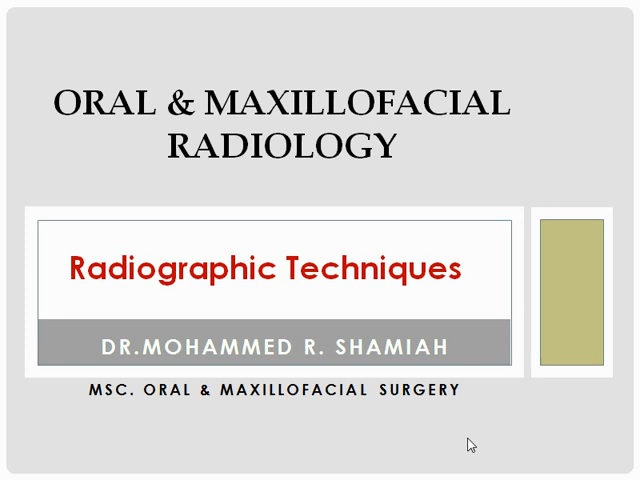 ORAL & MAXILLOFACIAL
RADIOLOGY
Radiographic Techniques
DR.MOHAMMED R. SHAMIAH
MSC. ORAL & MAXILLOFACIAL SURGERY